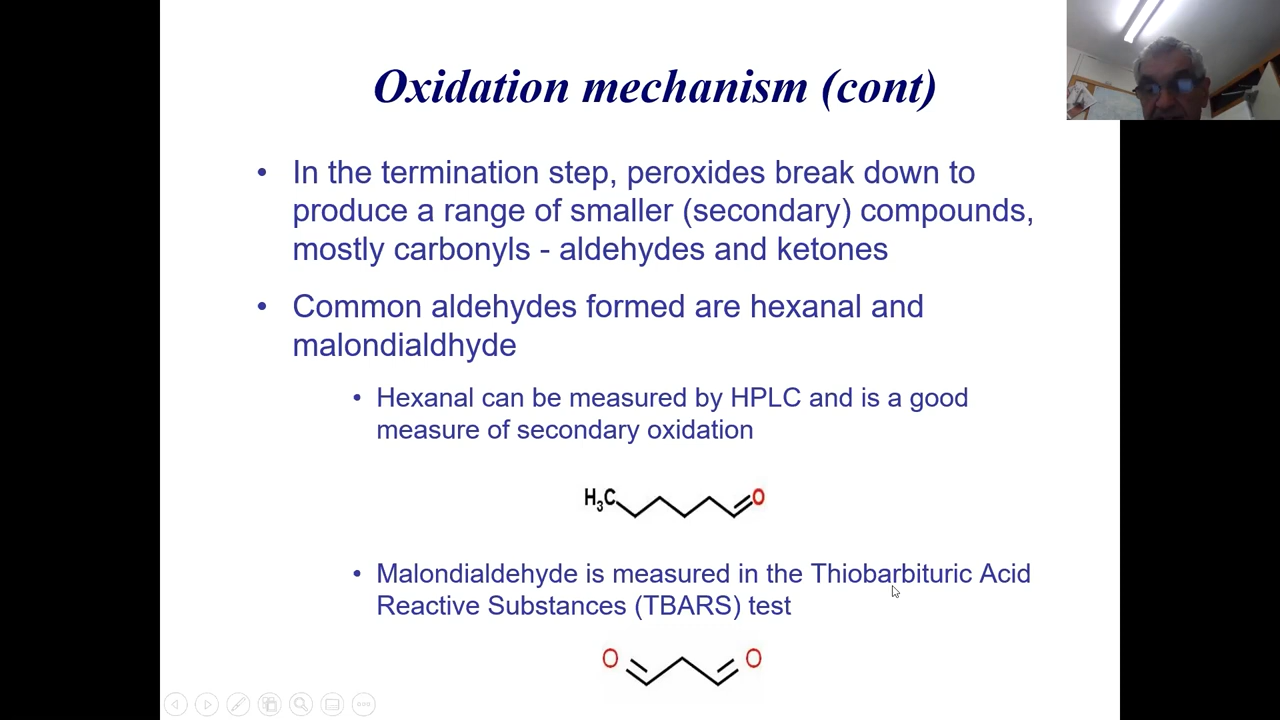 Oxidation mechanism (cont)
• In the termination step, peroxides break down to
produce a range of smaller (secondary) compounds,
mostly carbonyls - aldehydes and ketones
• Common aldehydes formed are hexanal and
malondialdhyde
• Hexanal can be measured by HPLC and is a good
measure of secondary oxidation
H₃C O
• Malondialdehyde is measured in the Thiobarbituric Acid
Reactive Substances (TBARS) test
O O